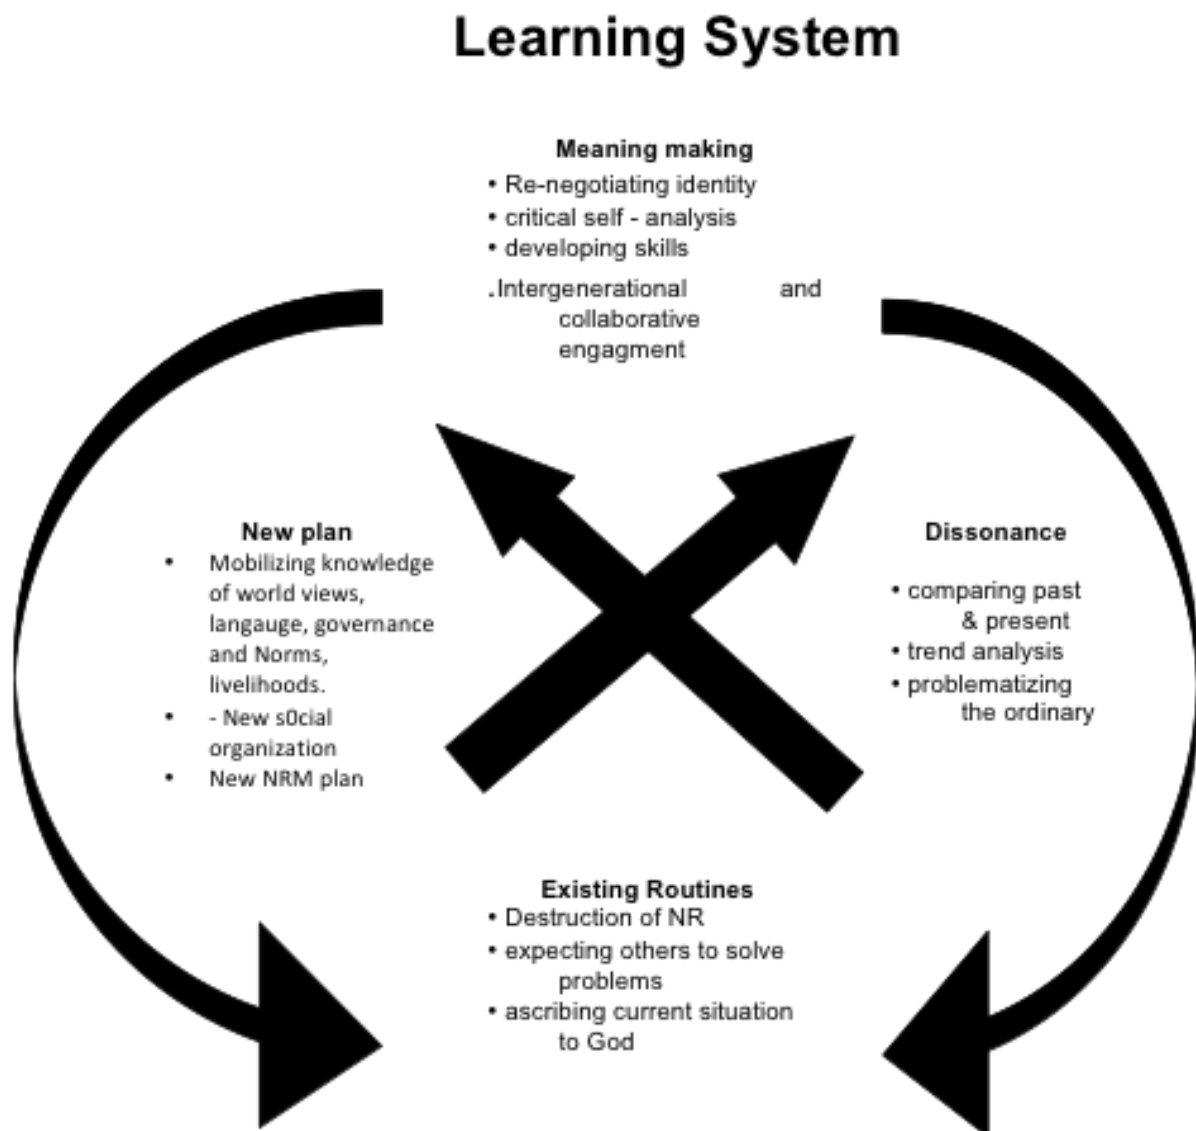 Learning System
Meaning making
• Re-negotiating identity
• critical self - analysis
• developing skills
.Intergenerational and
collaborative
engagment
New plan
• Mobilizing knowledge
of world views,
langauge, governance
and Norms,
livelihoods.
• - New s0cial
organization
• New NRM plan
Dissonance
• comparing past
& present
• trend analysis
• problematizing
the ordinary
Existing Routines
• Destruction of NR
• expecting others to solve
problems
• ascribing current situation
to God